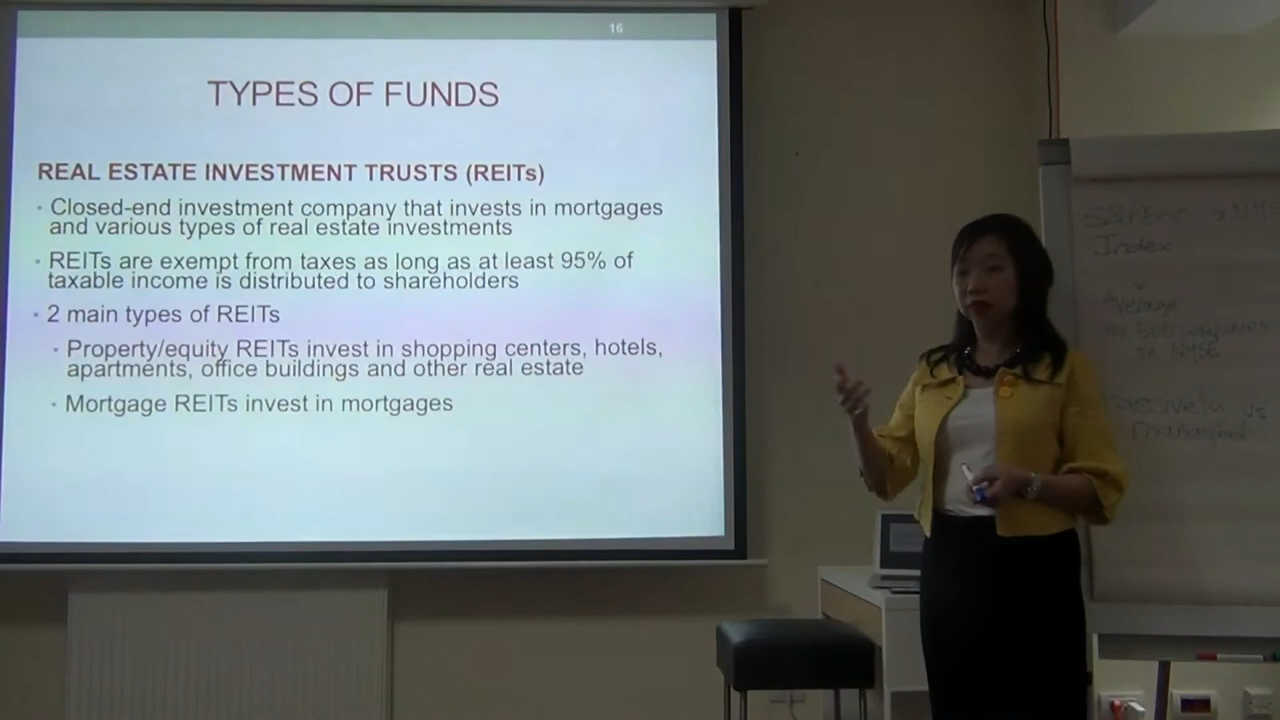 16
TYPES OF FUNDS
REAL ESTATE INVESTMENT TRUSTS (REITs)
· Closed-end investment company that invests in mortgages
and various types of real estate investments
· REITs are exempt from taxes as long as at least 95% of
taxable income is distributed to shareholders
· 2 main types of REITs
· Property/equity REITs invest in shopping centers, hotels,
apartments, office buildings and other real estate
· Mortgage REITs invest in mortgages
Index
Average
NYSE
Passively vs
managed